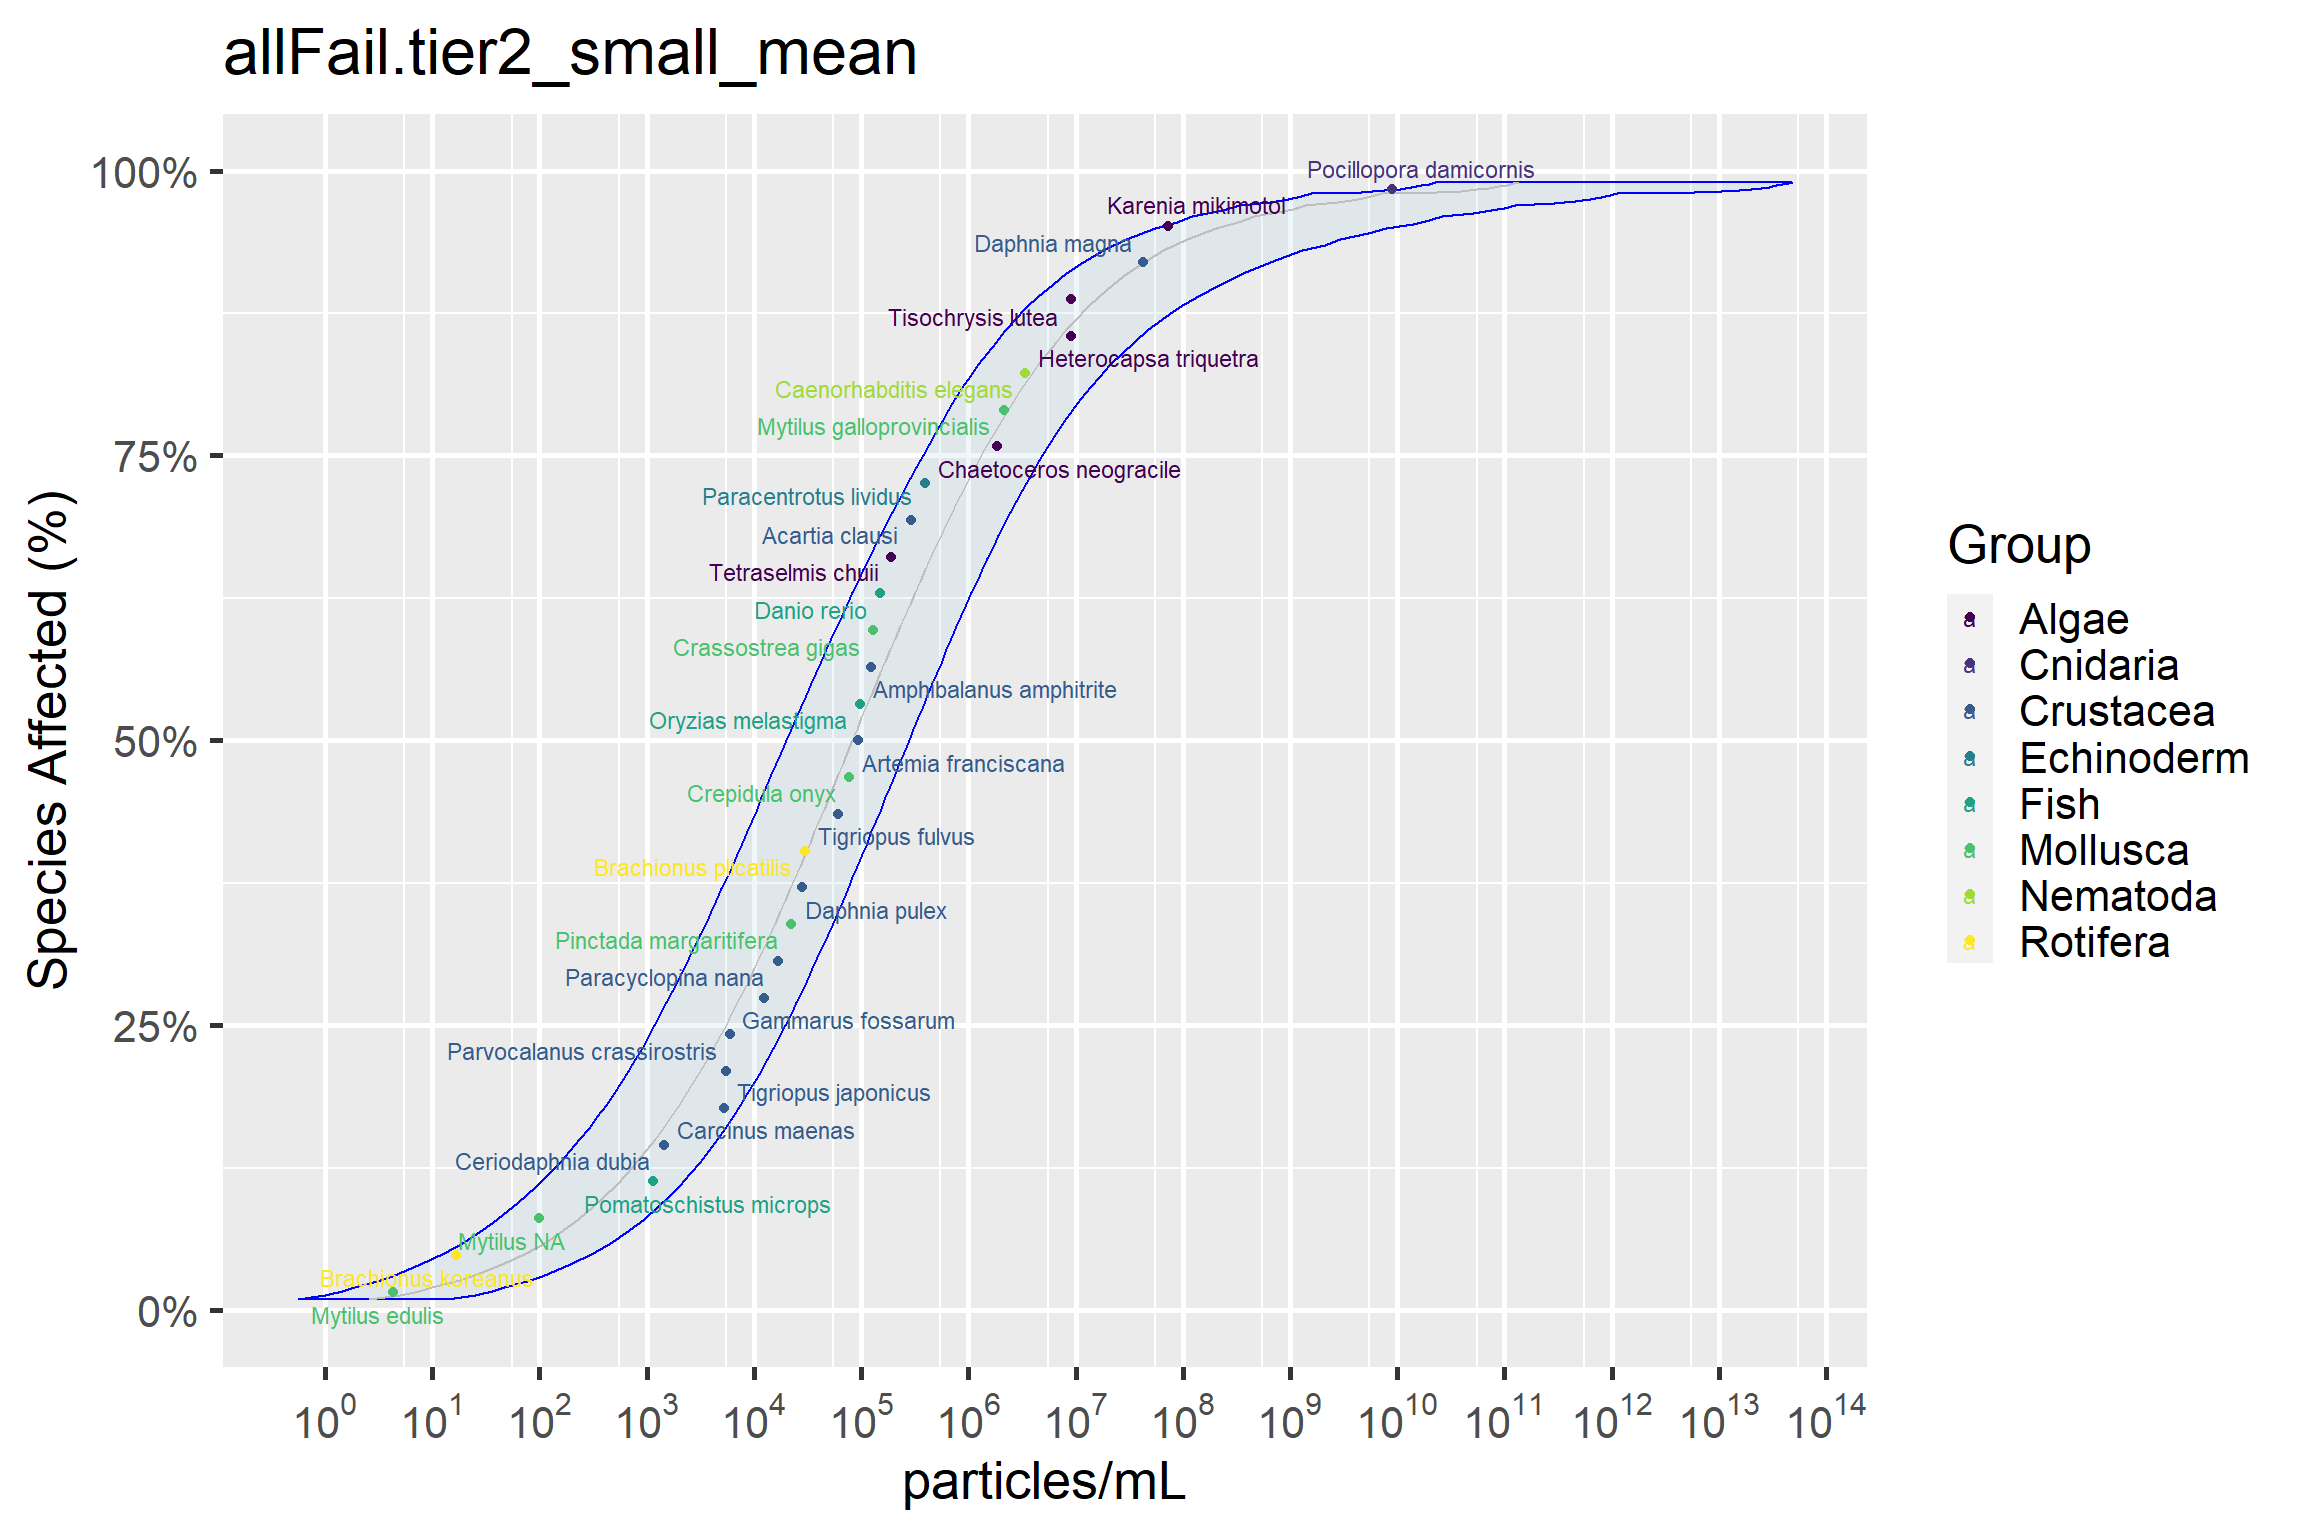 allFail.tier2_small_mean
Species Affected (%)
100%
75%
50%
25%
0%
Pocillopora damicornis
Karenia mikimotoi
Daphnia magna
Tisochrysis lutea
Heterocapsa triquetra
Caenorhabditis elegans
Mytilus galloprovincialis
Chaetoceros neogracile
Paracentrotus lividus
Acartia clausi
Tetraselmis chuii
Danio rerio
Crassostrea gigas
Amphibalanus amphitrite
Oryzias melastigma
Artemia franciscana
Crepidula onyx
Tigriopus fulvus
Brachionus plicatilis
Daphnia pulex
Pinctada margaritifera
Paracyclopina nana
Gammarus fossarum
Parvocalanus crassirostris
Tigriopus japonicus
Carcinus maenas
Ceriodaphnia dubia
Pomatoschistus microps
Mytilus NA
Brachionus koreanus
Mytilus edulis
10^0 10^1 10^2 10^3 10^4 10^5 10^6 10^7 10^8 10^9 10^10 10^11 10^12 10^13 10^14
particles/mL
Group
a Algae
a Cnidaria
a Crustacea
a Echinoderm
a Fish
a Mollusca
a Nematoda
a Rotifera